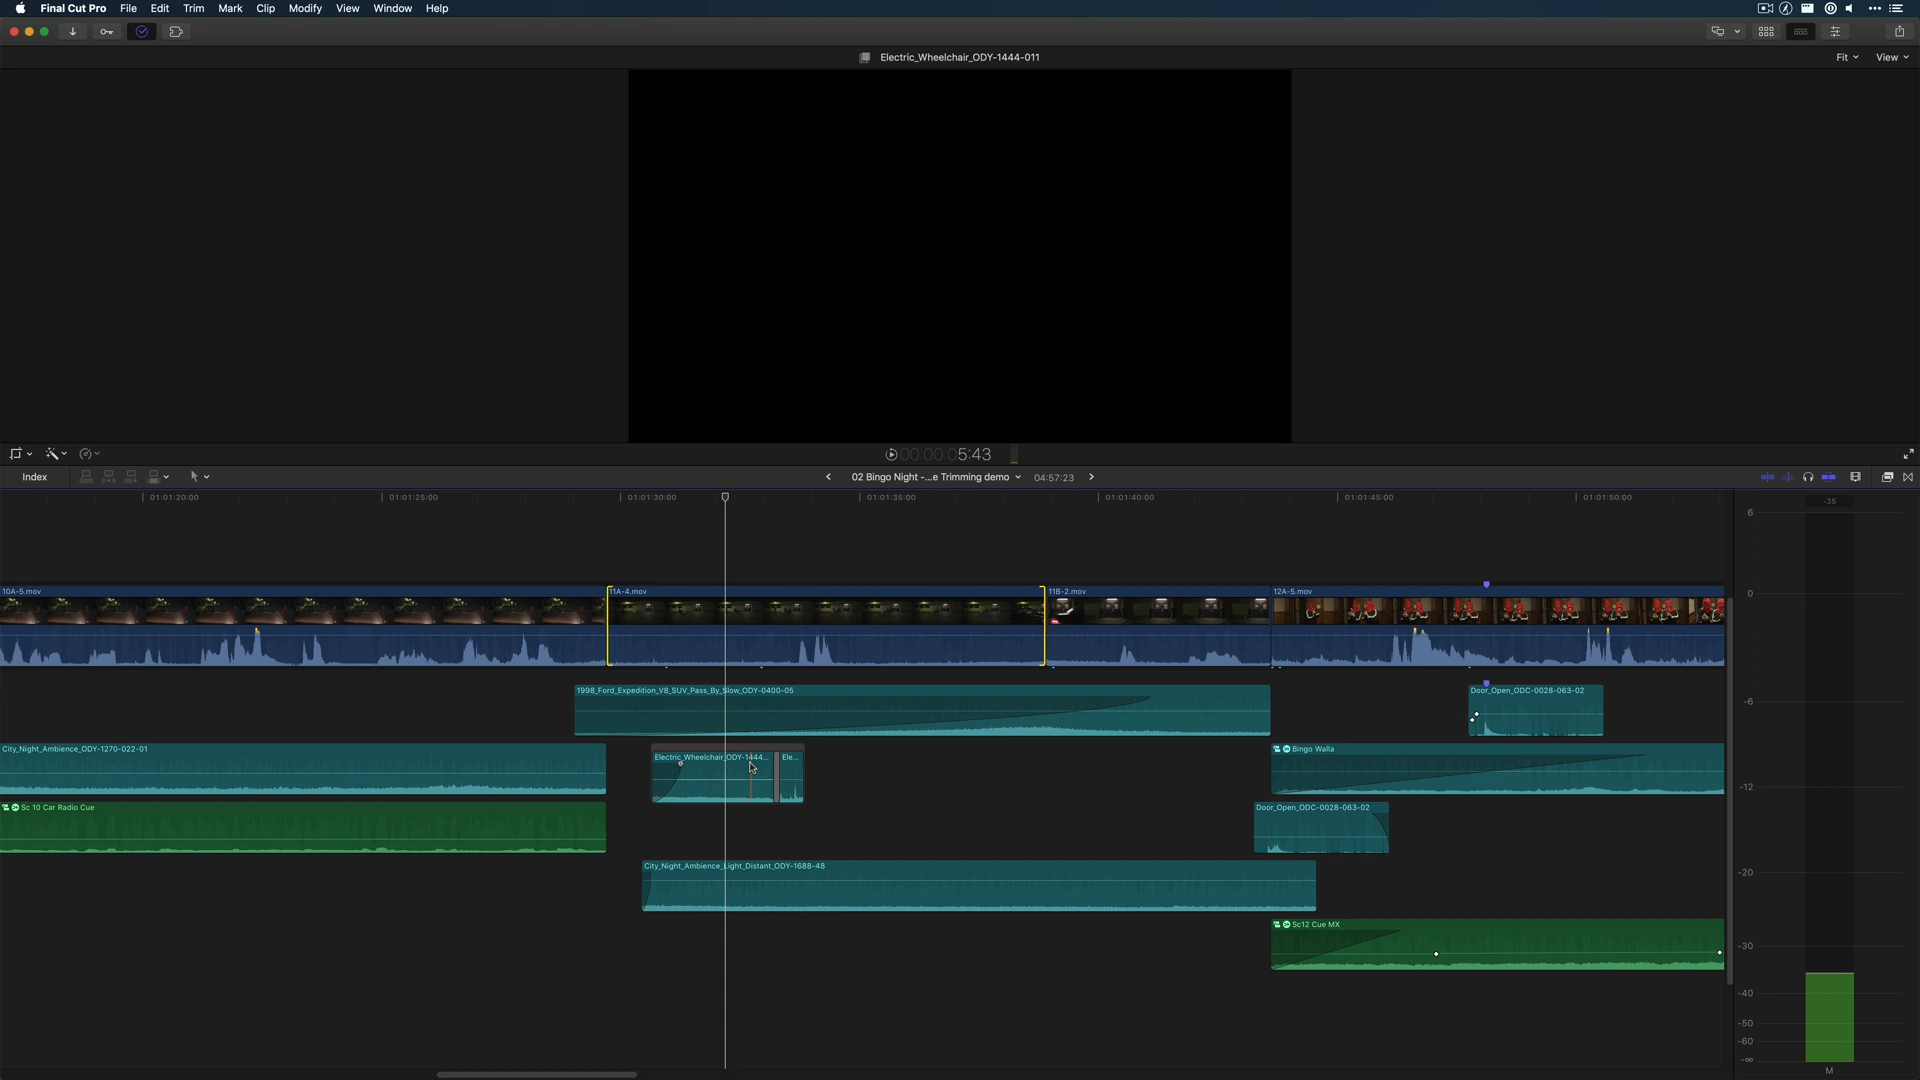 Final Cut Pro File Edit Trim Mark Clip Modify View Window Help
Electric_Wheelchair_ODY-1444-011
Fit View
00:00:05:43
Index
02 Bingo Night -...e Trimming demo 04:57:23
01:01:20:00 01:01:25:00 01:01:30:00 01:01:35:00 01:01:40:00 01:01:45:00 01:01:50:00
-35
6
10A-5.mov 11A-4.mov 11B-2.mov 12A-5.mov
0
1998_Ford_Expedition_V8_SUV_Pass_By_Slow_ODY-0400-05
Door_Open_ODC-0028-063-02
-6
City_Night_Ambience_ODY-1270-022-01
Electric_Wheelchair_ODY-1444... Ele...
Bingo Walla
-12
Sc 10 Car Radio Cue
Door_Open_ODC-0028-063-02
City_Night_Ambience_Light_Distant_ODY-1688-48
-20
Sc12 Cue MX
-30
-40
-50
-60
-∞
M